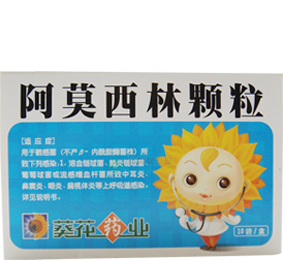 阿莫西林颗粒
【适应症】
用于敏感菌（不产β-内酰胺酶菌株）所
致下列感染:1.溶血链球菌、肺炎链球菌、
葡萄球菌或流感嗜血杆菌所致中耳炎、
鼻窦炎、咽炎、扁桃体炎等上呼吸道感染。
详见说明书。
葵花药业
10袋/盒